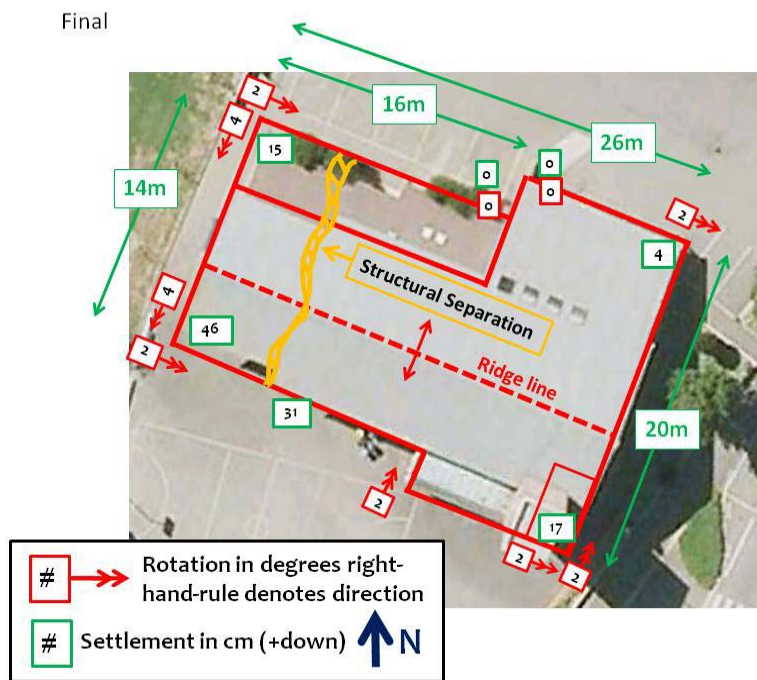 Final
2
16m
26m
4
15
0
0
0
0
2
14m
4
4
Structural Separation
46
2
Ridge line
31
20m
2
17
2
2
# Rotation in degrees right-
hand-rule denotes direction
# Settlement in cm (+down) N